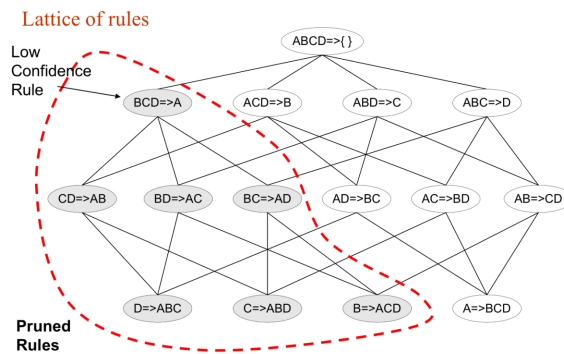 Lattice of rules
ABCD=>{ }
Low
Confidence
Rule
BCD=>A
ACD=>B
ABD=>C
ABC=>D
CD=>AB
BD=>AC
BC=>AD
AD=>BC
AC=>BD
AB=>CD
D=>ABC
C=>ABD
B=>ACD
A=>BCD
Pruned
Rules